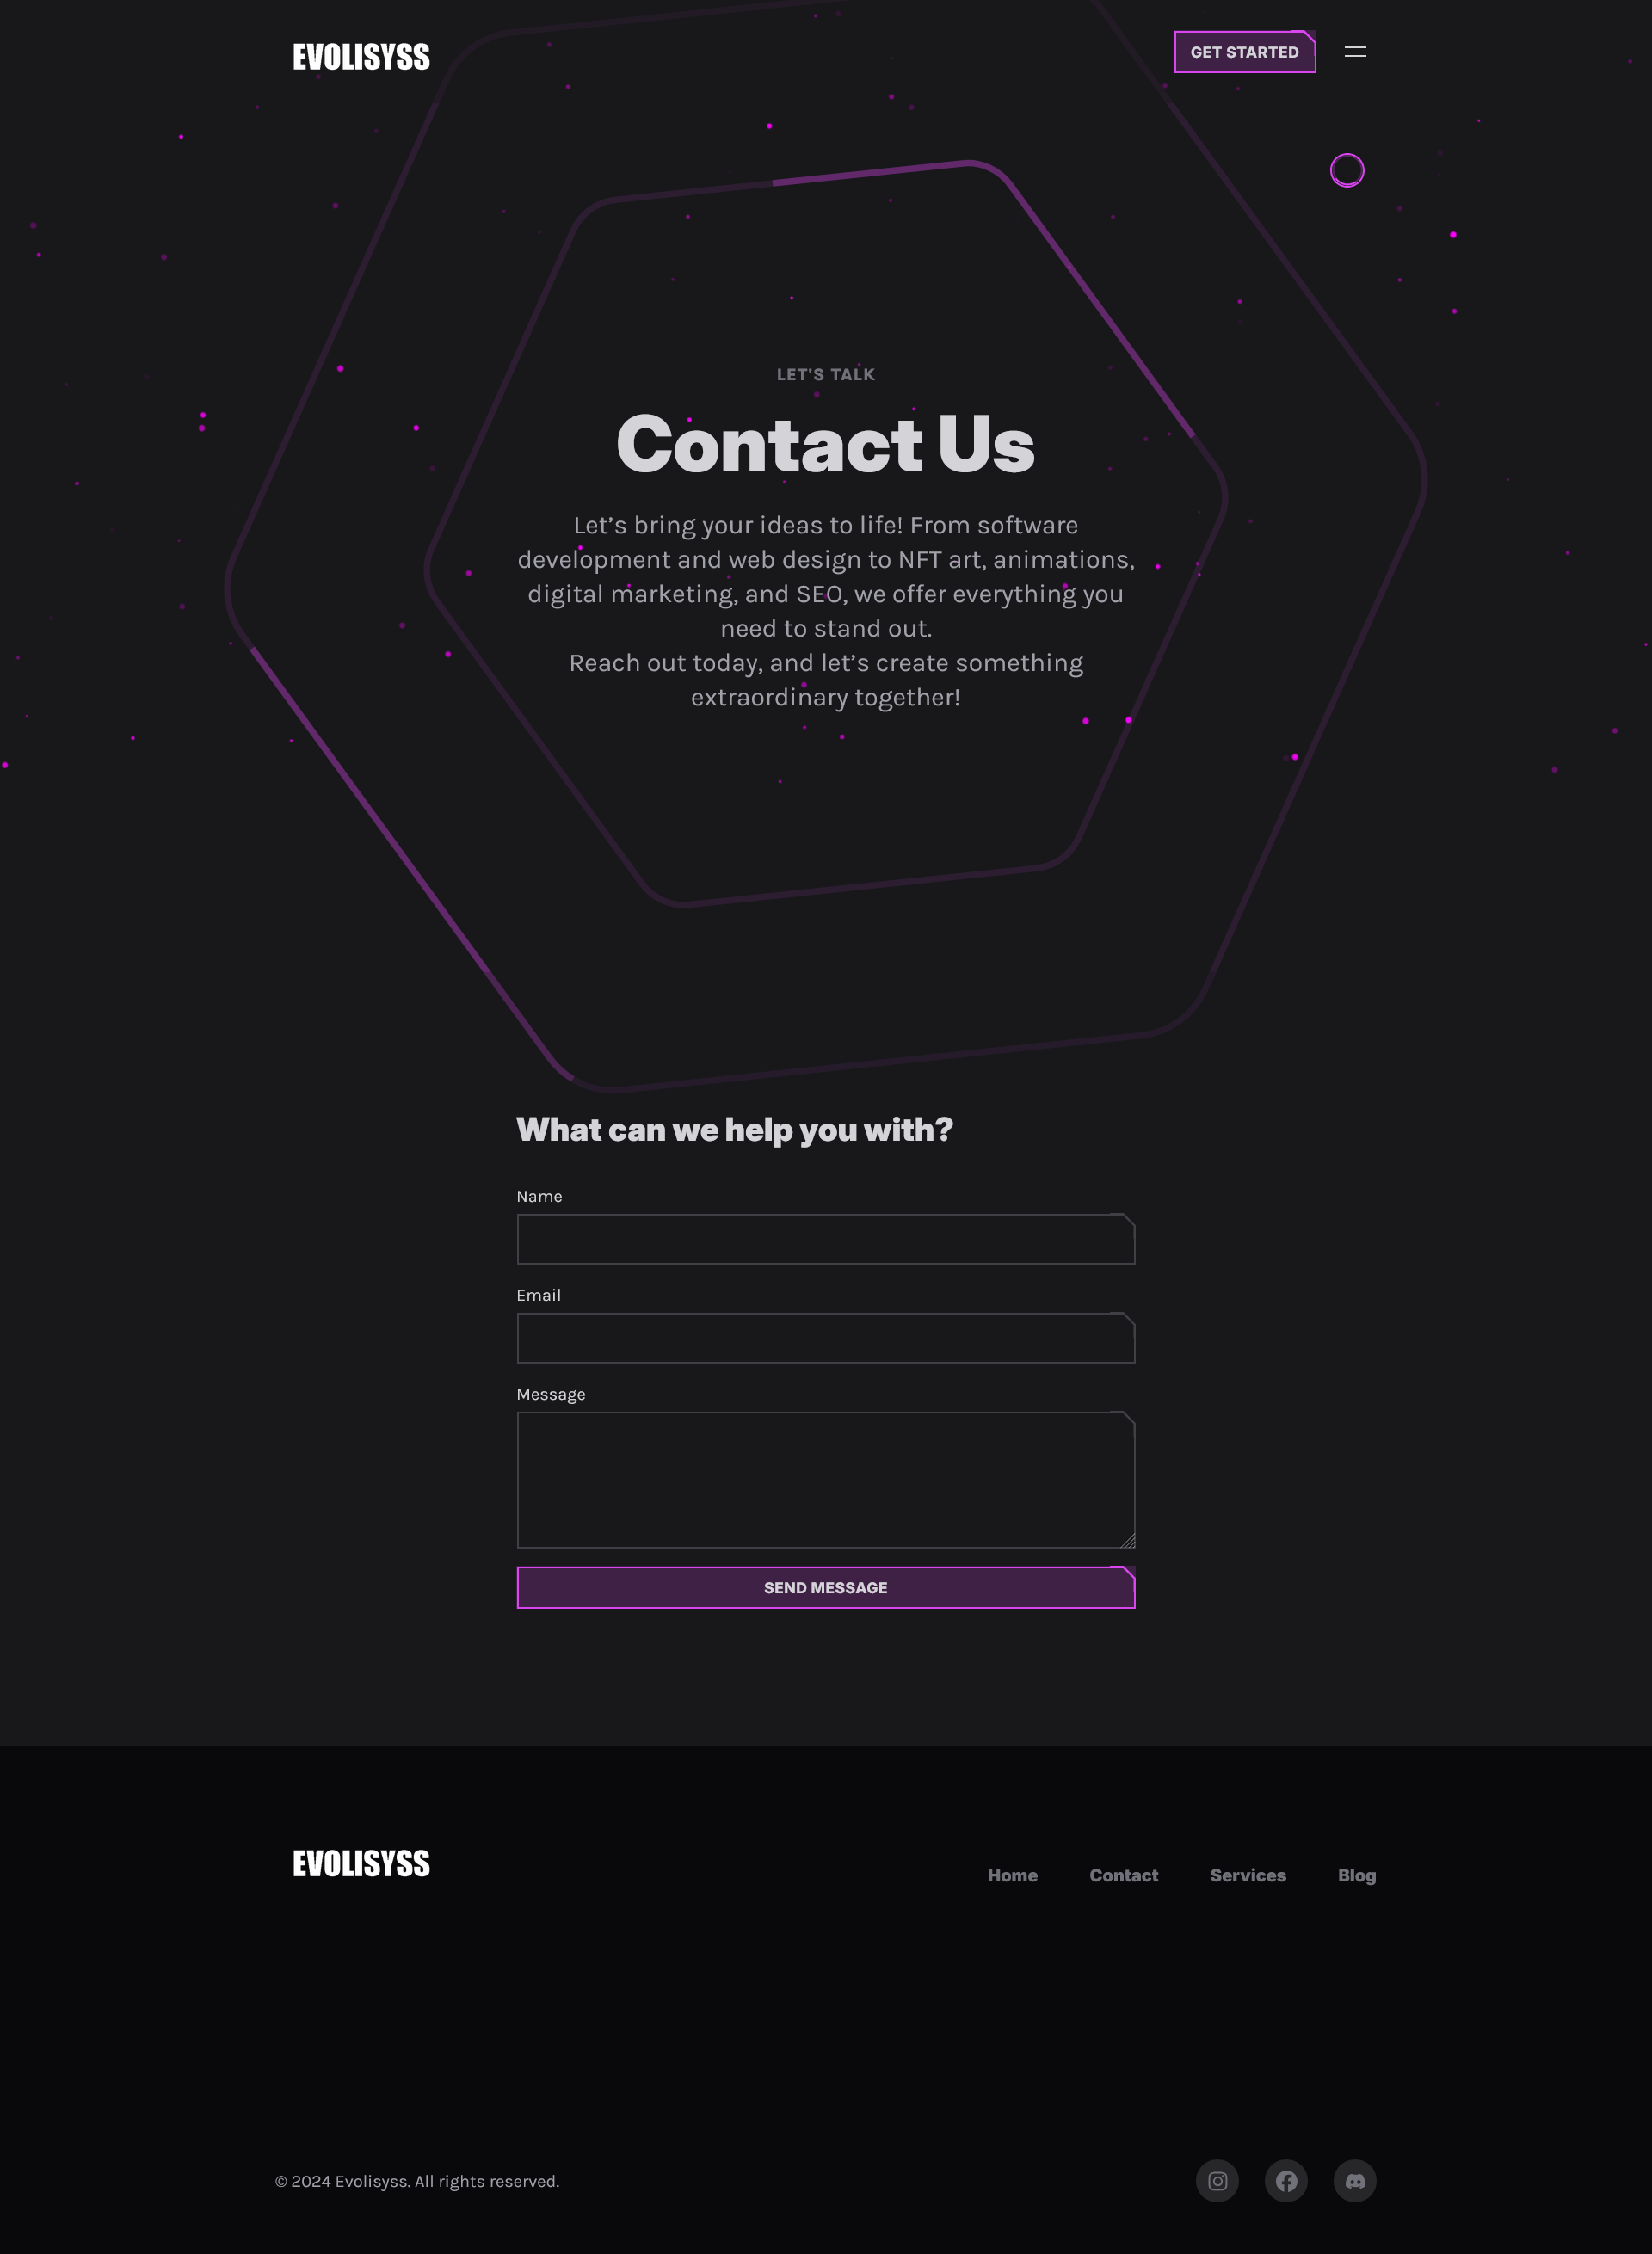 EVOLISYSS
GET STARTED
LET'S TALK
Contact Us
Let’s bring your ideas to life! From software
development and web design to NFT art, animations,
digital marketing, and SEO, we offer everything you
need to stand out.
Reach out today, and let’s create something
extraordinary together!
What can we help you with?
Name
Email
Message
SEND MESSAGE
EVOLISYSS
Home
Contact
Services
Blog
© 2024 Evolisyss. All rights reserved.